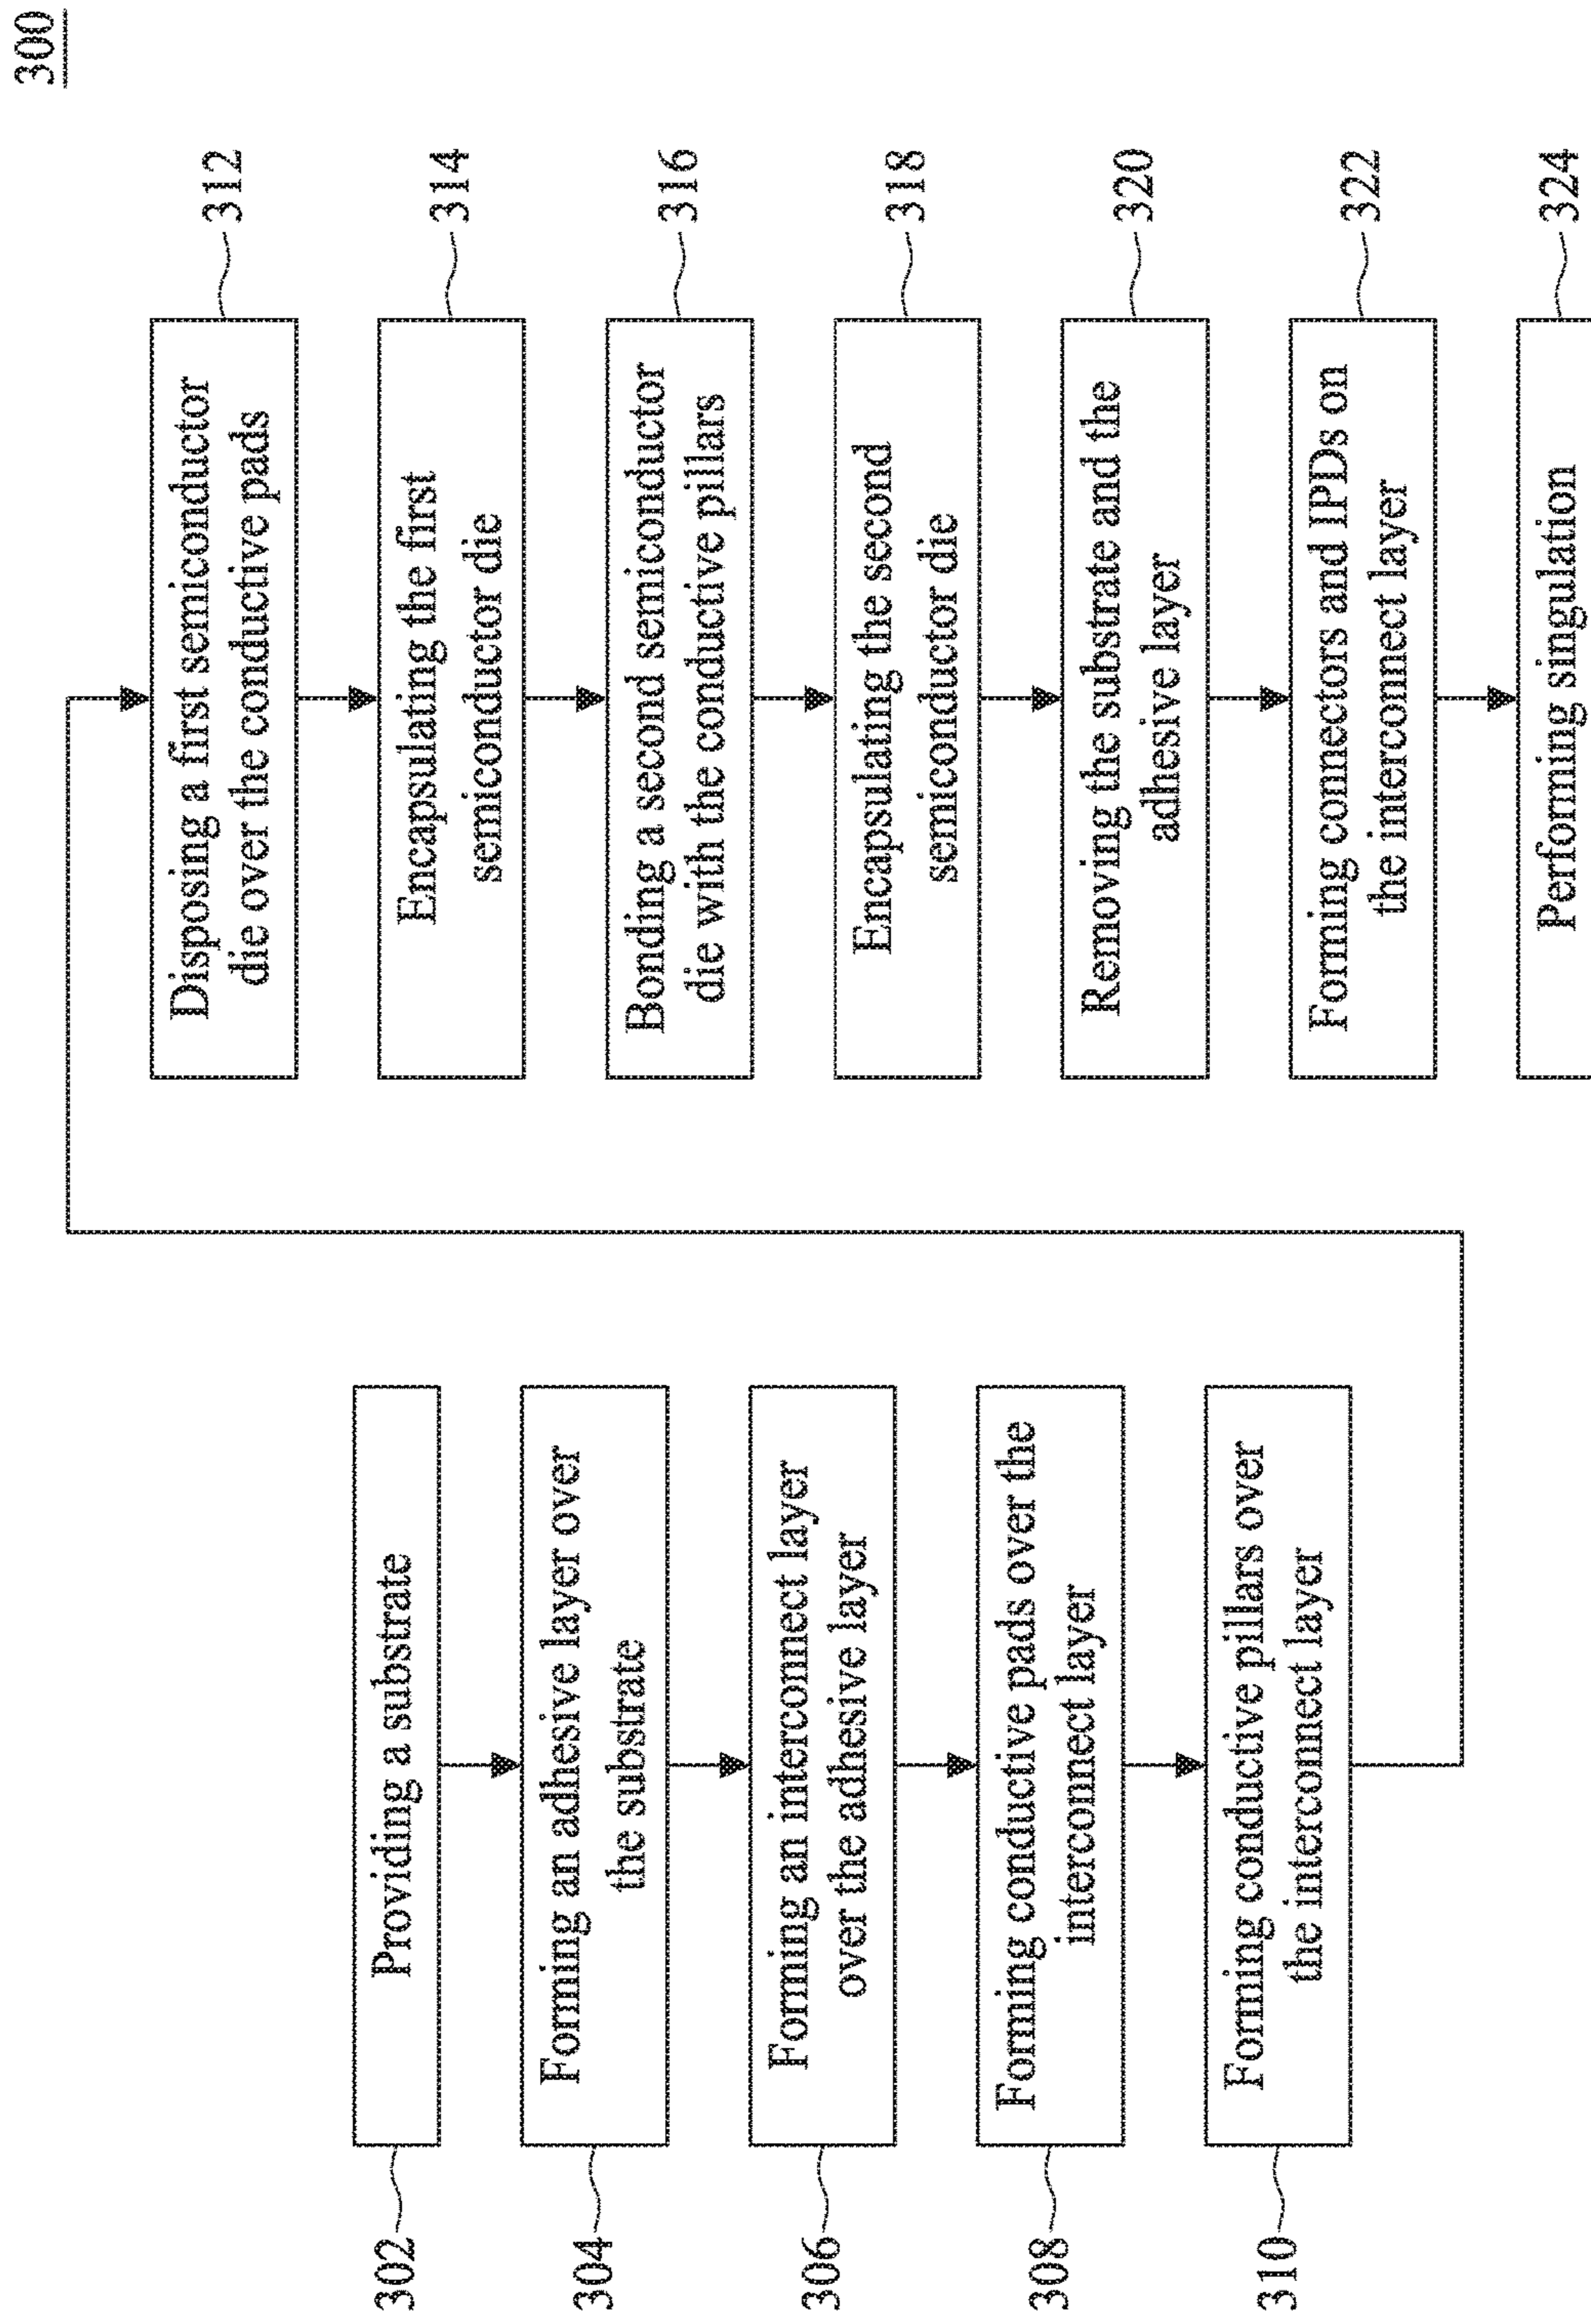 300
302
Providing a substrate
304
Forming an adhesive layer over
the substrate
306
Forming an interconnect layer
over the adhesive layer
308
Forming conductive pads over the
interconnect layer
310
Forming conductive pillars over
the interconnect layer
Disposing a first semiconductor
die over the conductive pads
312
Encapsulating the first
semiconductor die
314
Bonding a second semiconductor
die with the conductive pillars
316
Encapsulating the second
semiconductor die
318
Removing the substrate and the
adhesive layer
320
Forming connectors and IPDs on
the interconnect layer
322
Performing singulation
324